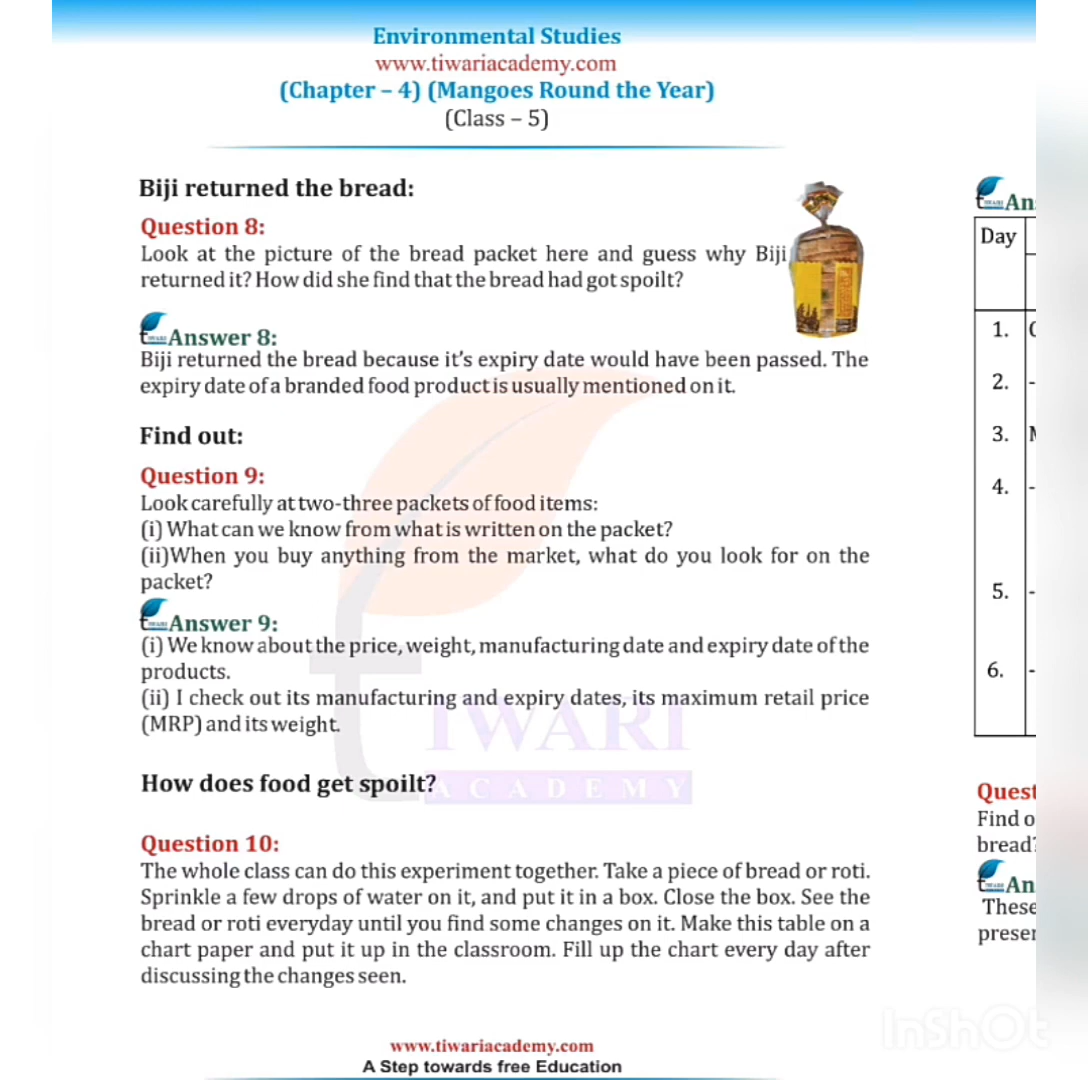 Environmental Studies
www.tiwariacademy.com
(Chapter – 4) (Mangoes Round the Year)
(Class – 5)
Biji returned the bread:
Question 8:
Look at the picture of the bread packet here and guess why Biji
returned it? How did she find that the bread had got spoilt?
Answer 8:
Biji returned the bread because it's expiry date would have been passed. The
expiry date of a branded food product is usually mentioned on it.
Find out:
Question 9:
Look carefully at two-three packets of food items:
(i) What can we know from what is written on the packet?
(ii)When you buy anything from the market, what do you look for on the
packet?
Answer 9:
(i) We know about the price, weight, manufacturing date and expiry date of the
products.
(ii) I check out its manufacturing and expiry dates, its maximum retail price
(MRP) and its weight.
IWARI
ACADEMY
How does food get spoilt?
Question 10:
The whole class can do this experiment together. Take a piece of bread or roti.
Sprinkle a few drops of water on it, and put it in a box. Close the box. See the
bread or roti everyday until you find some changes on it. Make this table on a
chart paper and put it up in the classroom. Fill up the chart every day after
discussing the changes seen.
www.tiwariacademy.com
A Step towards free Education
An
Day
1.
2. -
3.
4. -
5. -
6. -
Quest
Find o
bread?
An
These
preser
InShOt